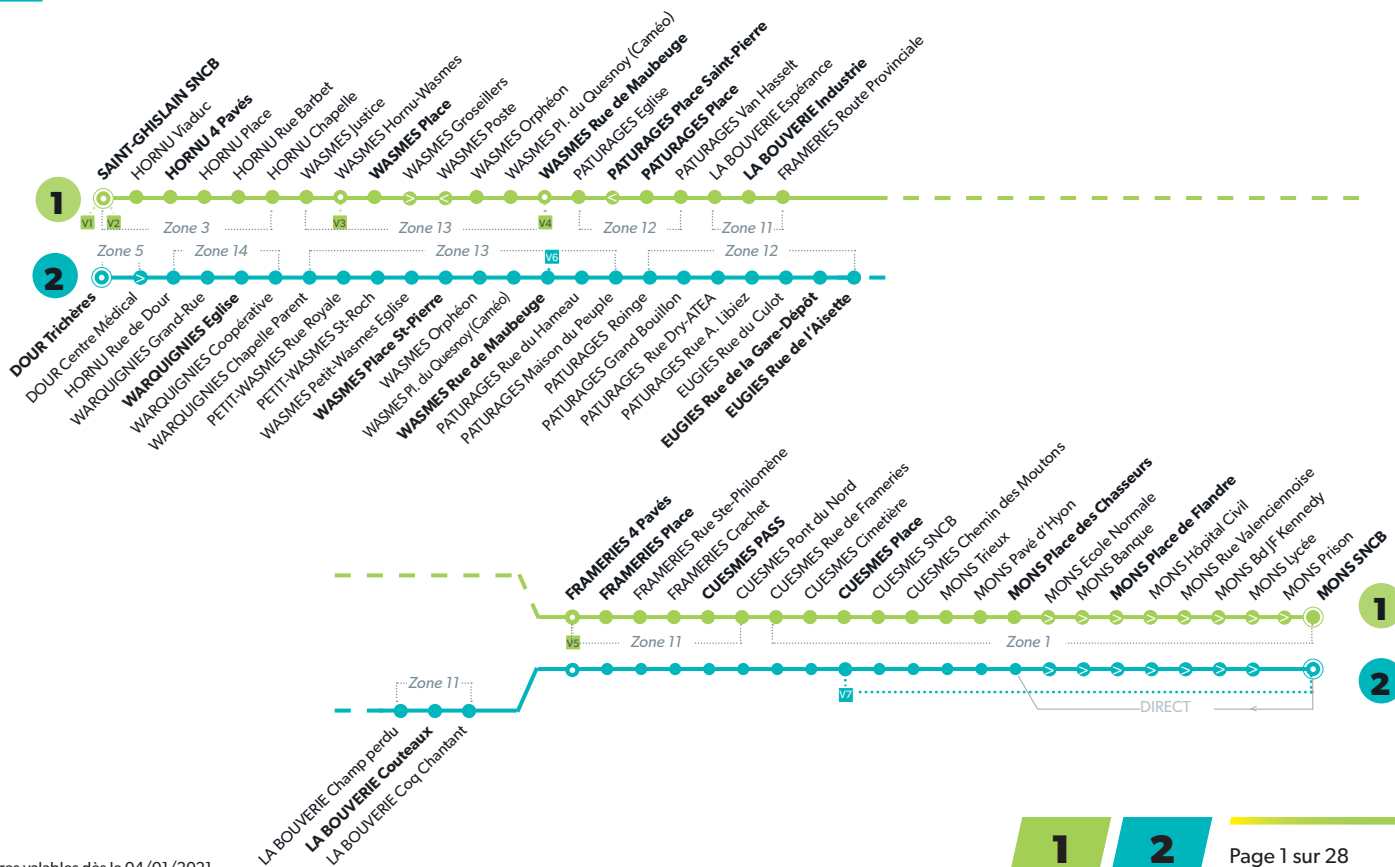 SAINT-GHISLAIN SNCB
HORNU Viaduc
HORNU 4 Pavés
HORNU Place
HORNU Rue Barbet
HORNU Chapelle
WASMES Justice
WASMES Hornu-Wasmes
WASMES Place
WASMES Groseillers
WASMES Poste
WASMES Orphéon
WASMES Pl. du Quesnoy (Caméo)
WASMES Rue de Maubeuge
PATURAGES Eglise
PATURAGES Place Saint-Pierre
PATURAGES Place
PATURAGES Van Hasselt
LA BOUVERIE Espérance
LA BOUVERIE Industrie
FRAMERIES Route Provinciale
1
V1
V2
V3
V4
Zone 3
Zone 13
Zone 12
Zone 11
Zone 5
Zone 14
Zone 13
V6
Zone 12
2
DOUR Trichères
DOUR Centre Médical
HORNU Rue de Dour
WARQUIGNIES Grand-Rue
WARQUIGNIES Eglise
WARQUIGNIES Coopérative
WARQUIGNIES Chapelle Parent
PETIT-WASMES Rue Royale
PETIT-WASMES St-Roch
WASMES Petit-Wasmes Eglise
WASMES Place St-Pierre
WASMES Orphéon
WASMES Pl. du Quesnoy (Caméo)
WASMES Rue de Maubeuge
PATURAGES Rue du Hameau
PATURAGES Maison du Peuple
PATURAGES Roinge
PATURAGES Grand Bouillon
PATURAGES Rue Dry-ATEA
PATURAGES Rue A. Libiez
EUGIES Rue du Culot
EUGIES Rue de la Gare-Dépôt
EUGIES Rue de l'Aisette
FRAMERIES 4 Pavés
FRAMERIES Place
FRAMERIES Rue Ste-Philomène
FRAMERIES Crachet
CUESMES PASS
CUESMES Pont du Nord
CUESMES Rue de Frameries
CUESMES Cimetière
CUESMES Place
CUESMES SNCB
CUESMES Chemin des Moutons
MONS Trieux
MONS Pavé d'Hyon
MONS Place des Chasseurs
MONS Ecole Normale
MONS Banque
MONS Place de Flandre
MONS Hôpital Civil
MONS Rue Valenciennoise
MONS Bd JF Kennedy
MONS Lycée
MONS Prison
MONS SNCB
1
V5
Zone 11
Zone 1
2
V7
DIRECT
Zone 11
LA BOUVERIE Champ perdu
LA BOUVERIE Couteaux
LA BOUVERIE Coq Chantant
res valables dès le 04/01/2021
1
2
Page 1 sur 28